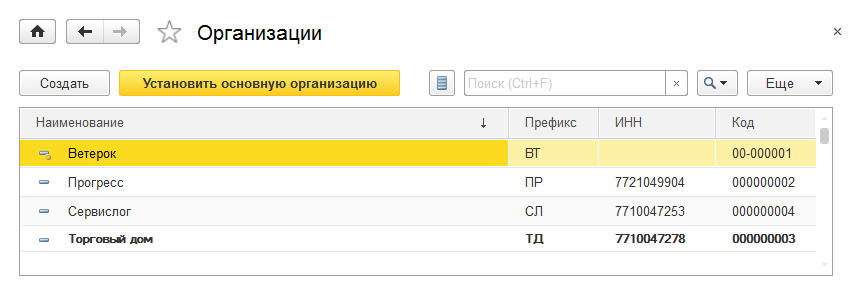 Организации
Создать Установить основную организацию Поиск (Ctrl+F) × Еще
Наименование ↓ Префикс ИНН Код
Ветерок ВТ 00-000001
Прогресс ПР 7721049904 000000002
Сервислог СЛ 7710047253 000000004
Торговый дом ТД 7710047278 000000003